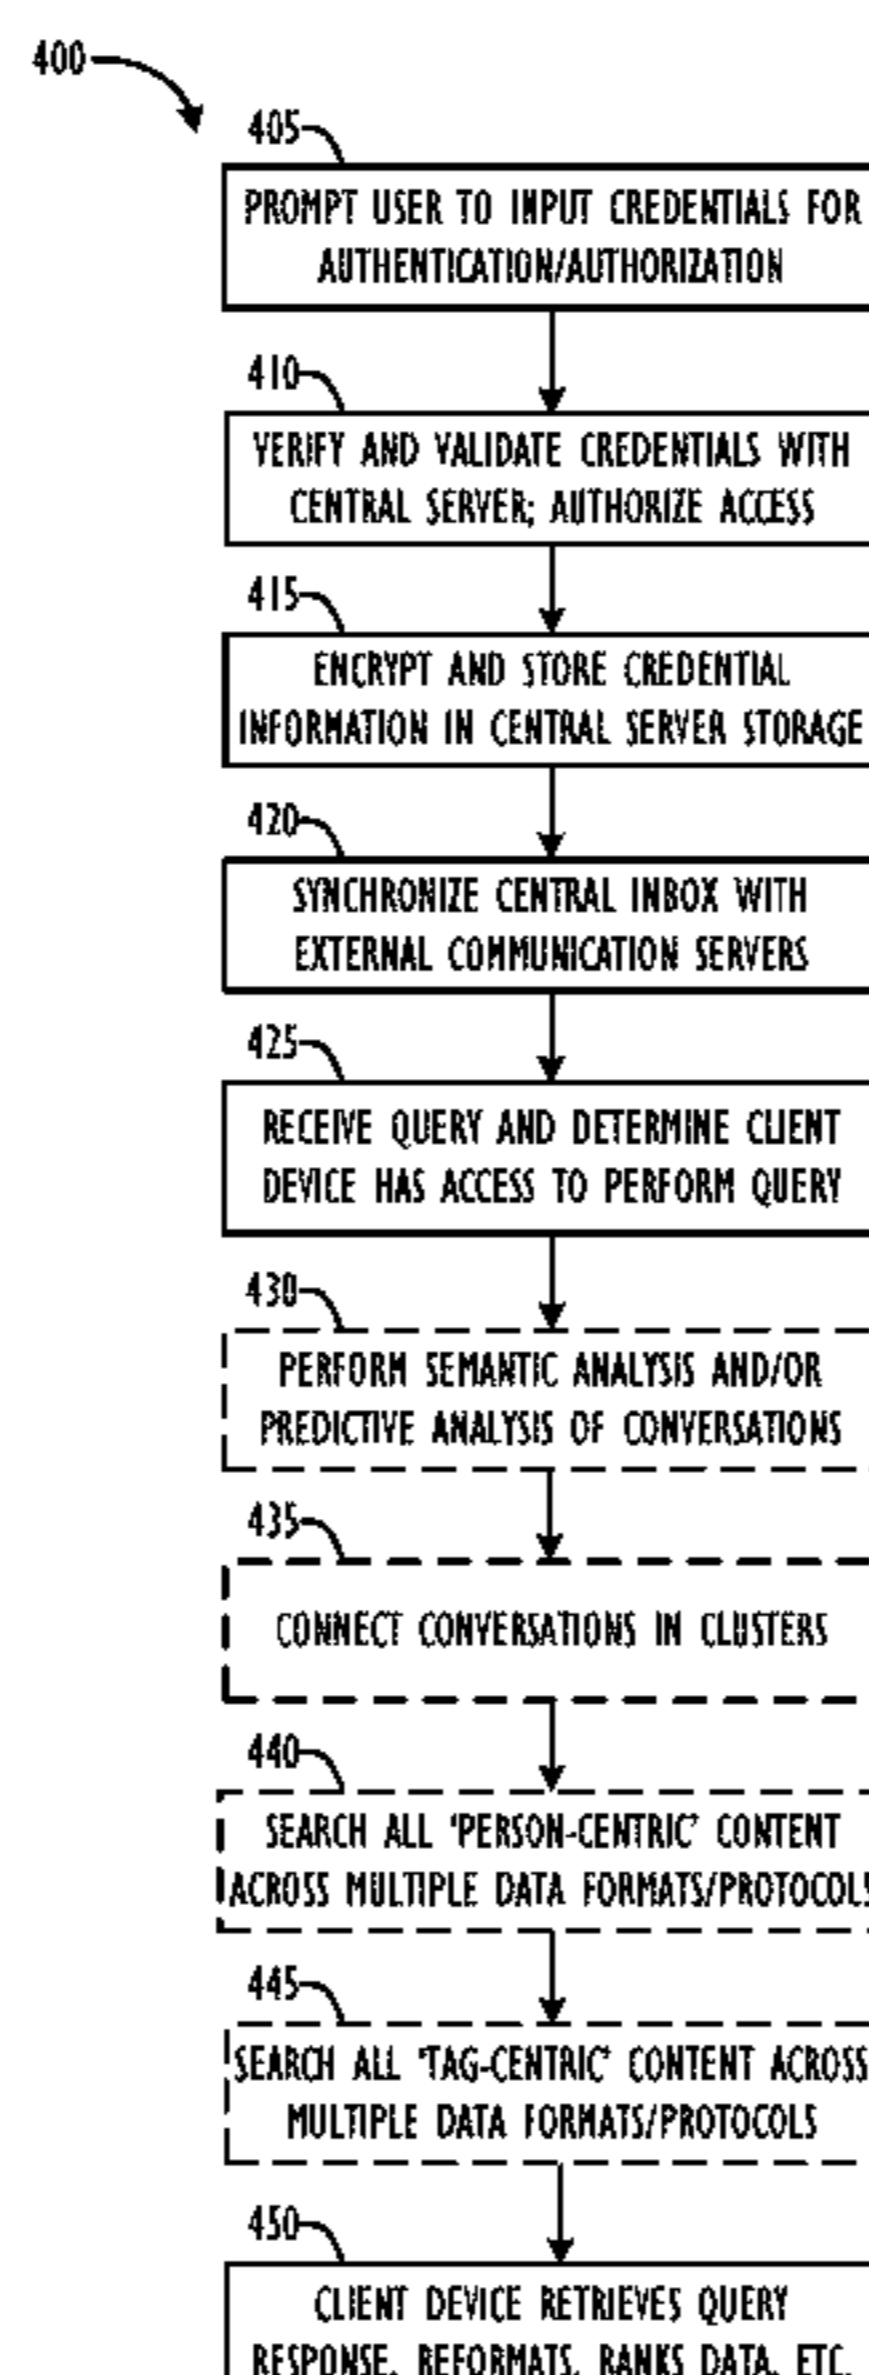 400
405
PROMPT USER TO INPUT CREDENTIALS FOR
AUTHENTICATION/AUTHORIZATION
410
VERIFY AND VALIDATE CREDENTIALS WITH
CENTRAL SERVER; AUTHORIZE ACCESS
415
ENCRYPT AND STORE CREDENTIAL
INFORMATION IN CENTRAL SERVER STORAGE
420
SYNCHRONIZE CENTRAL INBOX WITH
EXTERNAL COMMUNICATION SERVERS
425
RECEIVE QUERY AND DETERMINE CLIENT
DEVICE HAS ACCESS TO PERFORM QUERY
430
PERFORM SEMANTIC ANALYSIS AND/OR
PREDICTIVE ANALYSIS OF CONVERSATIONS
435
CONNECT CONVERSATIONS IN CLUSTERS
440
SEARCH ALL 'PERSON-CENTRIC' CONTENT
ACROSS MULTIPLE DATA FORMATS/PROTOCOLS
445
SEARCH ALL 'TAG-CENTRIC' CONTENT ACROSS
MULTIPLE DATA FORMATS/PROTOCOLS
450
CLIENT DEVICE RETRIEVES QUERY
RESPONSE, REFORMATS, RANKS DATA, ETC.